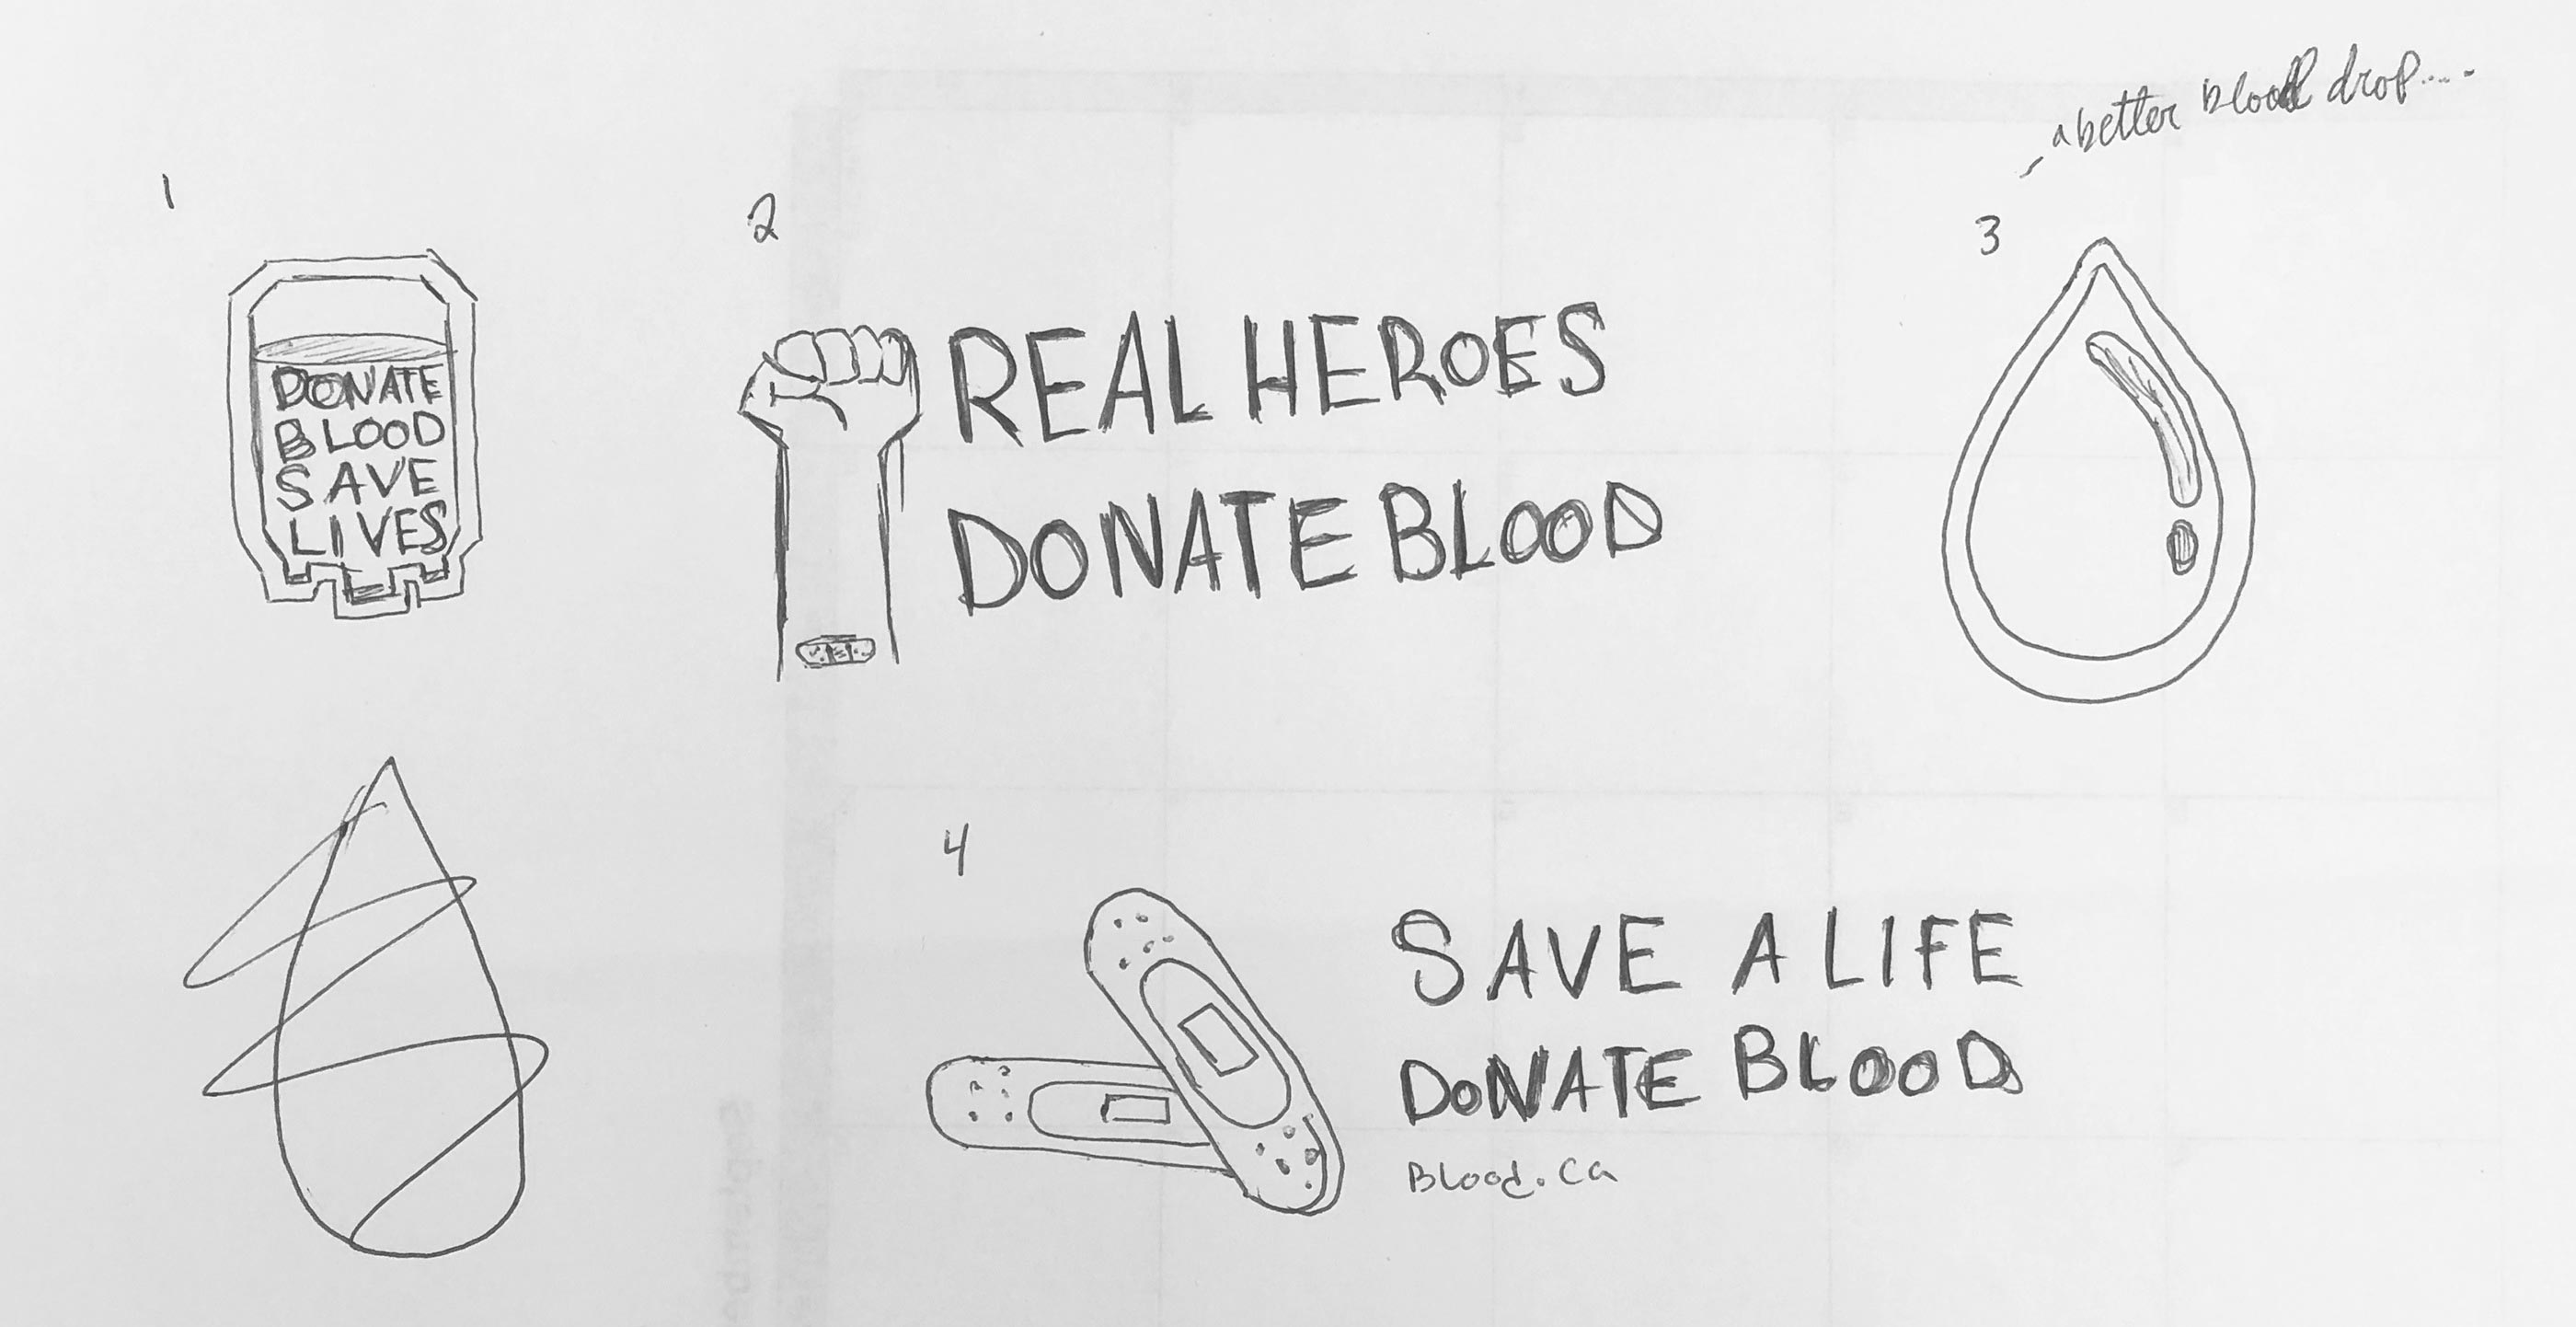 a better blood drop....
1
2
3
DONATE
BLOOD
SAVE
LIVES
REAL HEROES
DONATE BLOOD
4
SAVE A LIFE
DONATE BLOOD
Blood.ca